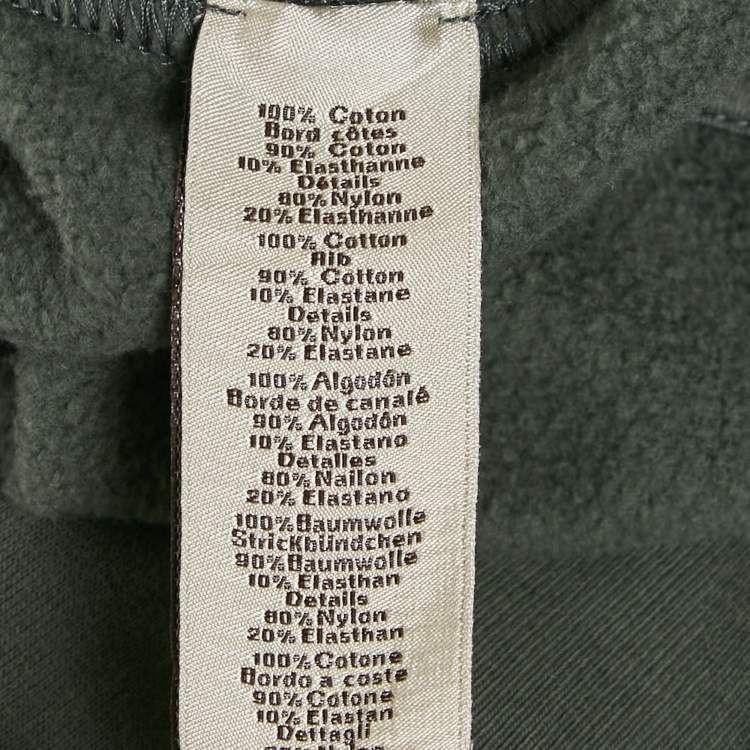 100% Coton
Bord côtes
90% Coton
10% Elasthanne
Détails
80% Nylon
20% Elasthanne
100% Cotton
Rib
90% Cotton
10% Elastane
Details
80% Nylon
20% Elastane
100% Algodón
Borde de canalé
90% Algodón
10% Elastano
Detalles
80% Nailon
20% Elastano
100% Baumwolle
Strickbündchen
90% Baumwolle
10% Elasthan
Details
80% Nylon
20% Elasthan
100% Cotone
Bordo a coste
90% Cotone
10% Elastan
Dettagli
80% Nylon